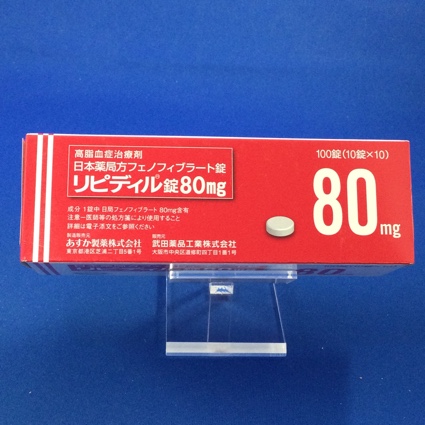 高脂血症治療剤
日本薬局方フェノフィブラート錠
リピディル®錠80mg
100錠(10錠×10)
80mg
成分 1錠中 日局フェノフィブラート 80mg含有
注意-医師等の処方箋により使用すること
詳細は電子添文をご参照ください
製造販売元
あすか製薬株式会社
東京都港区芝浦二丁目5番1号
販売元
武田薬品工業株式会社
大阪市中央区道修町四丁目1番1号
80mg